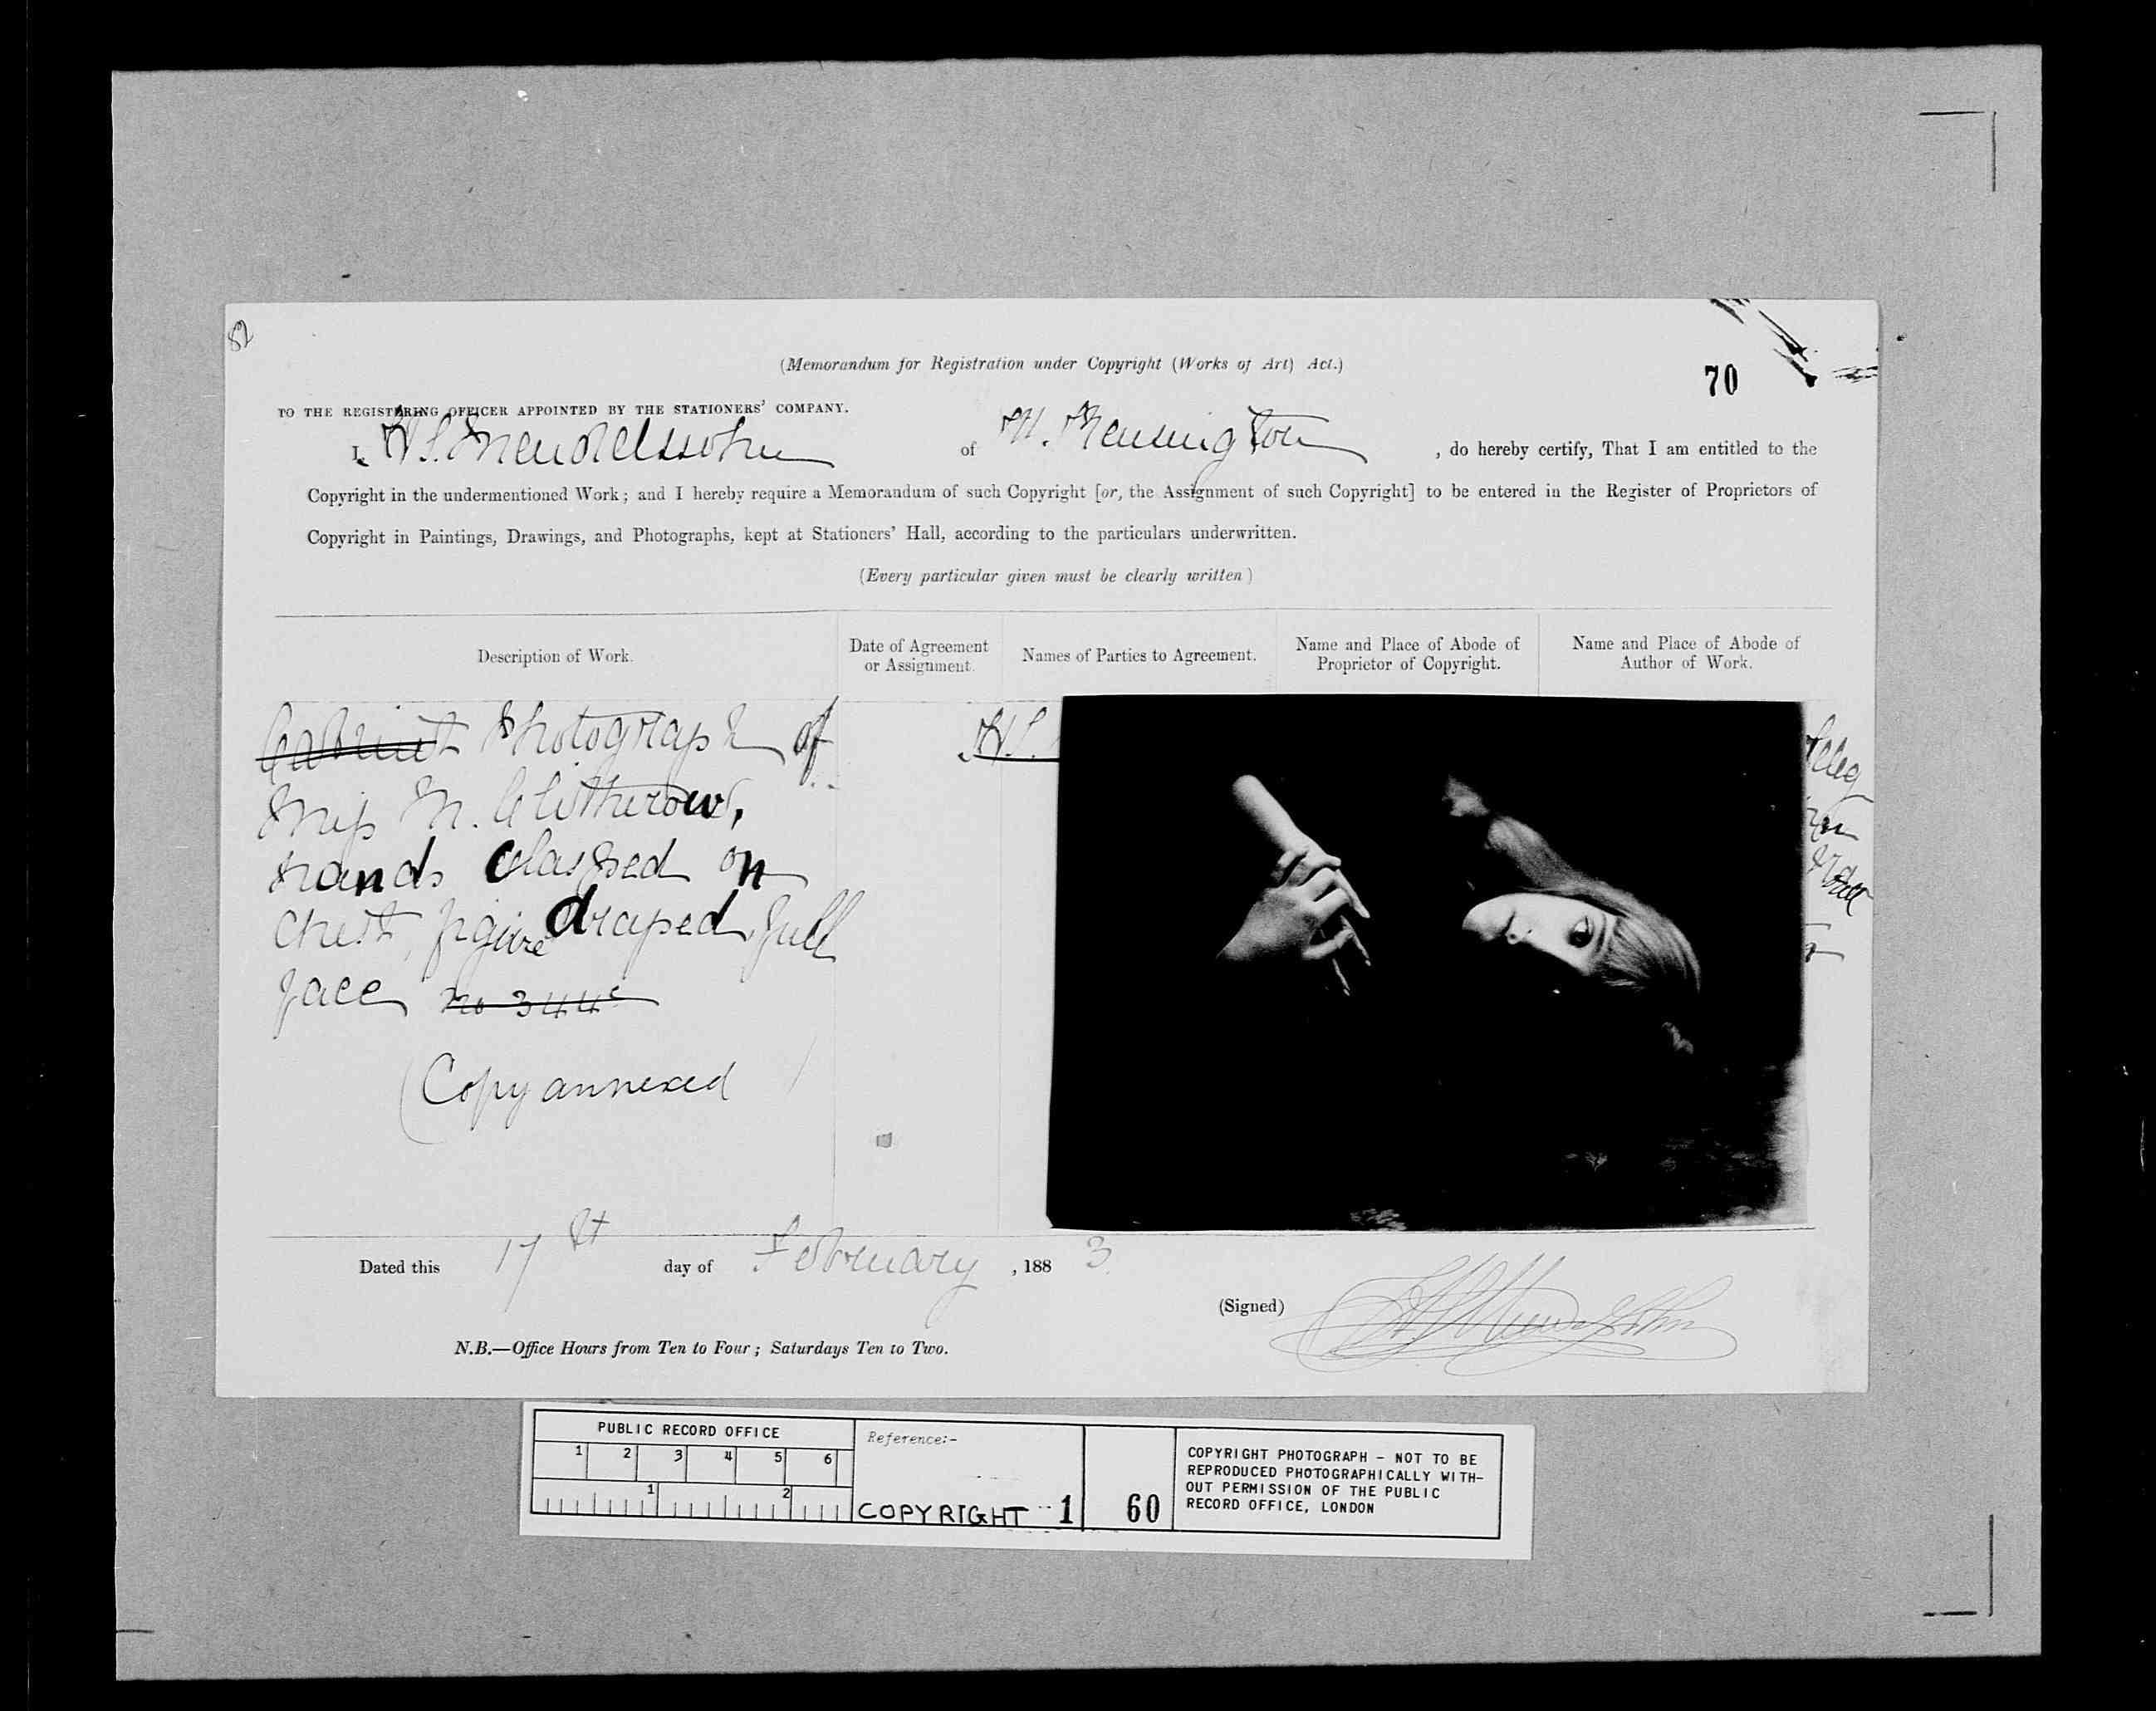 82
(Memorandum for Registration under Copyright (Works of Art) Act.)
70
TO THE REGISTERING OFFICER APPOINTED BY THE STATIONERS' COMPANY.
I, H S. Mendelssohn of Kensington, do hereby certify, That I am entitled to the
Copyright in the undermentioned Work; and I hereby require a Memorandum of such Copyright [or, the Assignment of such Copyright] to be entered in the Register of Proprietors of
Copyright in Paintings, Drawings, and Photographs, kept at Stationers' Hall, according to the particulars underwritten.
(Every particular given must be clearly written)
Description of Work.
Date of Agreement
or Assignment.
Names of Parties to Agreement.
Name and Place of Abode of
Proprietor of Copyright.
Name and Place of Abode of
Author of Work.
Cabinet Photograph of
Miss M. Clitherow,
hands clasped on
chest, figure draped, full
face No 344c
(Copy annexed
H S.
Dated this 17th day of February, 1883
(Signed) H S Mendelssohn
N.B.—Office Hours from Ten to Four; Saturdays Ten to Two.
PUBLIC RECORD OFFICE
1 2 3 4 5 6
1 2
Reference:-
COPYRIGHT 1
60
COPYRIGHT PHOTOGRAPH - NOT TO BE
REPRODUCED PHOTOGRAPHICALLY WITH-
OUT PERMISSION OF THE PUBLIC
RECORD OFFICE, LONDON